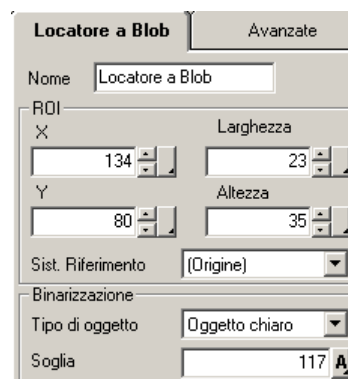 Locatore a Blob Avanzate
Nome Locatore a Blob
ROI
X Larghezza
134 23
Y Altezza
80 35
Sist. Riferimento (Origine)
Binarizzazione
Tipo di oggetto Oggetto chiaro
Soglia 117 A